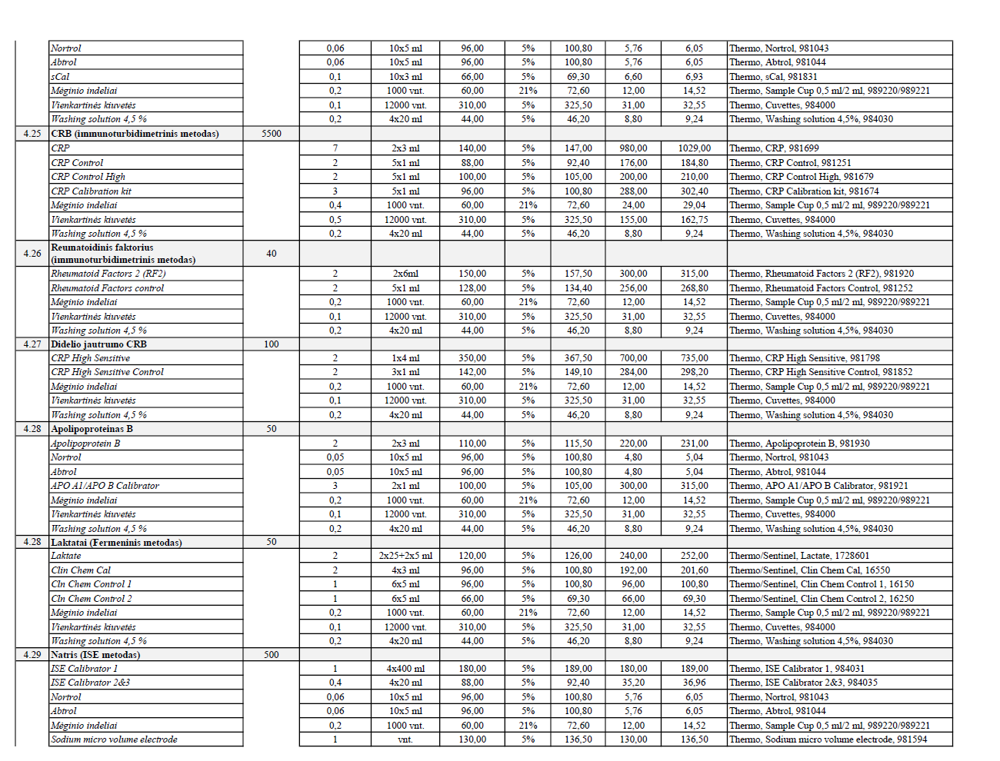 Nortrol 0,06 10x5 ml 96,00 5% 100,80 5,76 6,05 Thermo, Nortrol, 981043
Abtrol 0,06 10x5 ml 96,00 5% 100,80 5,76 6,05 Thermo, Abtrol, 981044
sCal 0,1 10x3 ml 66,00 5% 69,30 6,60 6,93 Thermo, sCal, 981831
Mėginio indeliai 0,2 1000 vnt. 60,00 21% 72,60 12,00 14,52 Thermo, Sample Cup 0,5 ml/2 ml, 989220/989221
Vienkartinės kiuvetės 0,1 12000 vnt. 310,00 5% 325,50 31,00 32,55 Thermo, Cuvettes, 984000
Washing solution 4,5 % 0,2 4x20 ml 44,00 5% 46,20 8,80 9,24 Thermo, Washing solution 4,5%, 984030
4.25 CRB (immunoturbidimetrinis metodas) 5500
CRP 7 2x3 ml 140,00 5% 147,00 980,00 1029,00 Thermo, CRP, 981699
CRP Control 2 5x1 ml 88,00 5% 92,40 176,00 184,80 Thermo, CRP Control, 981251
CRP Control High 2 5x1 ml 100,00 5% 105,00 200,00 210,00 Thermo, CRP Control High, 981679
CRP Calibration kit 3 5x1 ml 96,00 5% 100,80 288,00 302,40 Thermo, CRP Calibration kit, 981674
Mėginio indeliai 0,4 1000 vnt. 60,00 21% 72,60 24,00 29,04 Thermo, Sample Cup 0,5 ml/2 ml, 989220/989221
Vienkartinės kiuvetės 0,5 12000 vnt. 310,00 5% 325,50 155,00 162,75 Thermo, Cuvettes, 984000
Washing solution 4,5 % 0,2 4x20 ml 44,00 5% 46,20 8,80 9,24 Thermo, Washing solution 4,5%, 984030
Reumatoidinis faktorius
4.26 (immunoturbidimetrinis metodas) 40
Rheumatoid Factors 2 (RF2) 2 2x6ml 150,00 5% 157,50 300,00 315,00 Thermo, Rheumatoid Factors 2 (RF2), 981920
Rheumatoid Factors control 2 5x1 ml 128,00 5% 134,40 256,00 268,80 Thermo, Rheumatoid Factors Control, 981252
Mėginio indeliai 0,2 1000 vnt. 60,00 21% 72,60 12,00 14,52 Thermo, Sample Cup 0,5 ml/2 ml, 989220/989221
Vienkartinės kiuvetės 0,1 12000 vnt. 310,00 5% 325,50 31,00 32,55 Thermo, Cuvettes, 984000
Washing solution 4,5 % 0,2 4x20 ml 44,00 5% 46,20 8,80 9,24 Thermo, Washing solution 4,5%, 984030
4.27 Didelio jautrumo CRB 100
CRP High Sensitive 2 1x4 ml 350,00 5% 367,50 700,00 735,00 Thermo, CRP High Sensitive, 981798
CRP High Sensitive Control 2 3x1 ml 142,00 5% 149,10 284,00 298,20 Thermo, CRP High Sensitive Control, 981852
Mėginio indeliai 0,2 1000 vnt. 60,00 21% 72,60 12,00 14,52 Thermo, Sample Cup 0,5 ml/2 ml, 989220/989221
Vienkartinės kiuvetės 0,1 12000 vnt. 310,00 5% 325,50 31,00 32,55 Thermo, Cuvettes, 984000
Washing solution 4,5 % 0,2 4x20 ml 44,00 5% 46,20 8,80 9,24 Thermo, Washing solution 4,5%, 984030
4.28 Apolipoproteinas B 50
Apolipoprotein B 2 2x3 ml 110,00 5% 115,50 220,00 231,00 Thermo, Apolipoprotein B, 981930
Nortrol 0,05 10x5 ml 96,00 5% 100,80 4,80 5,04 Thermo, Nortrol, 981043
Abtrol 0,05 10x5 ml 96,00 5% 100,80 4,80 5,04 Thermo, Abtrol, 981044
APO A1/APO B Calibrator 3 2x1 ml 100,00 5% 105,00 300,00 315,00 Thermo, APO A1/APO B Calibrator, 981921
Mėginio indeliai 0,2 1000 vnt. 60,00 21% 72,60 12,00 14,52 Thermo, Sample Cup 0,5 ml/2 ml, 989220/989221
Vienkartinės kiuvetės 0,1 12000 vnt. 310,00 5% 325,50 31,00 32,55 Thermo, Cuvettes, 984000
Washing solution 4,5 % 0,2 4x20 ml 44,00 5% 46,20 8,80 9,24 Thermo, Washing solution 4,5%, 984030
4.28 Laktatai (Fermeninis metodas) 50
Laktate 2 2x25+2x5 ml 120,00 5% 126,00 240,00 252,00 Thermo/Sentinel, Lactate, 1728601
Clin Chem Cal 2 4x3 ml 96,00 5% 100,80 192,00 201,60 Thermo/Sentinel, Clin Chem Cal, 16550
Cln Chem Control 1 1 6x5 ml 96,00 5% 100,80 96,00 100,80 Thermo/Sentinel, Clin Chem Control 1, 16150
Cln Chem Control 2 1 6x5 ml 66,00 5% 69,30 66,00 69,30 Thermo/Sentinel, Clin Chem Control 2, 16250
Mėginio indeliai 0,2 1000 vnt. 60,00 21% 72,60 12,00 14,52 Thermo, Sample Cup 0,5 ml/2 ml, 989220/989221
Vienkartinės kiuvetės 0,1 12000 vnt. 310,00 5% 325,50 31,00 32,55 Thermo, Cuvettes, 984000
Washing solution 4,5 % 0,2 4x20 ml 44,00 5% 46,20 8,80 9,24 Thermo, Washing solution 4,5%, 984030
4.29 Natris (ISE metodas) 500
ISE Calibrator 1 1 4x400 ml 180,00 5% 189,00 180,00 189,00 Thermo, ISE Calibrator 1, 984031
ISE Calibrator 2&3 0,4 4x20 ml 88,00 5% 92,40 35,20 36,96 Thermo, ISE Calibrator 2&3, 984035
Nortrol 0,06 10x5 ml 96,00 5% 100,80 5,76 6,05 Thermo, Nortrol, 981043
Abtrol 0,06 10x5 ml 96,00 5% 100,80 5,76 6,05 Thermo, Abtrol, 981044
Mėginio indeliai 0,2 1000 vnt. 60,00 21% 72,60 12,00 14,52 Thermo, Sample Cup 0,5 ml/2 ml, 989220/989221
Sodium micro volume electrode 1 vnt. 130,00 5% 136,50 130,00 136,50 Thermo, Sodium micro volume electrode, 981594